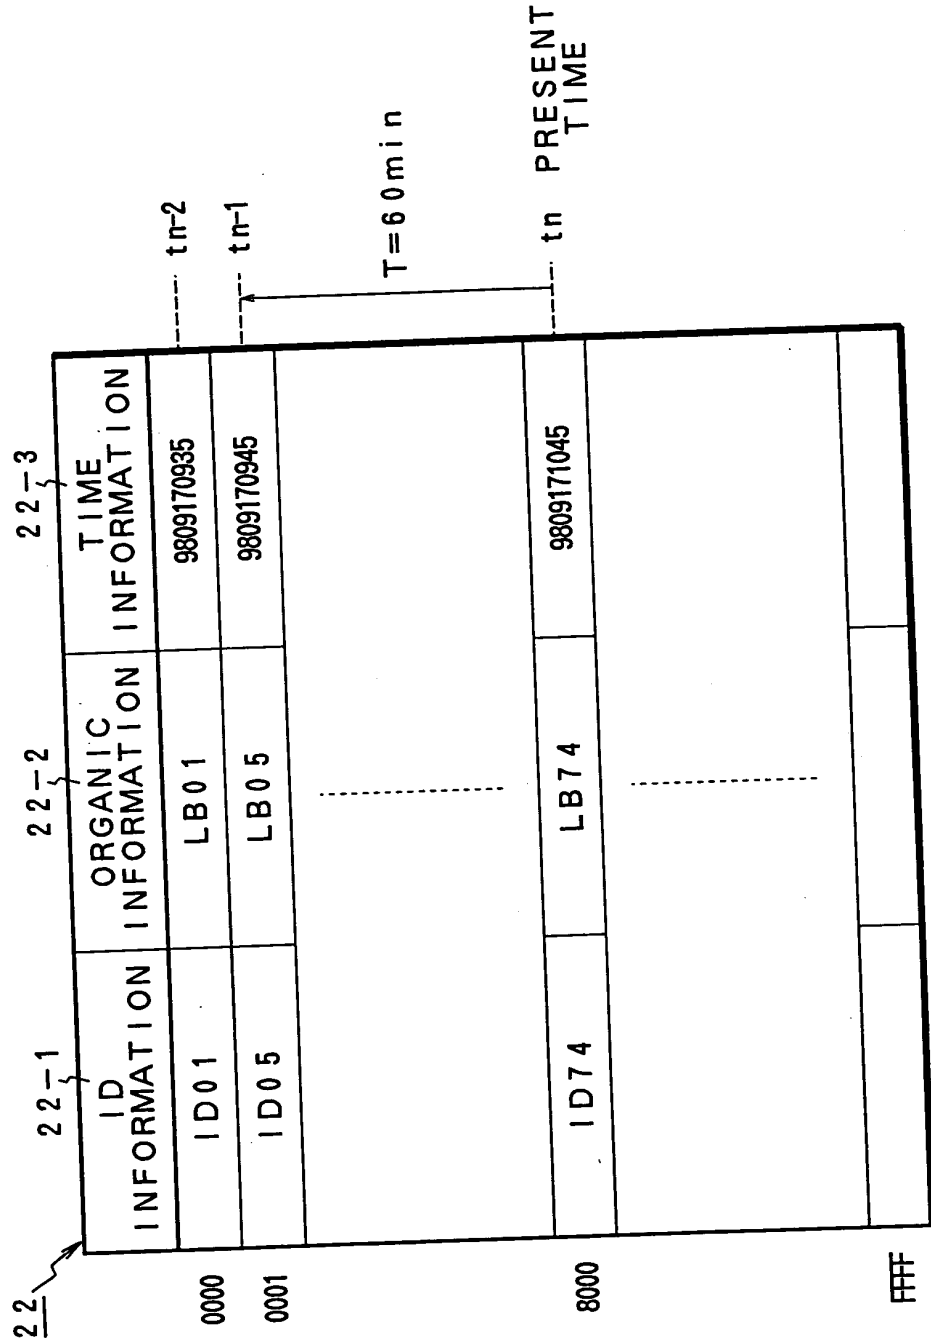 22
22-1
22-2
22-3
ID
INFORMATION
ORGANIC
INFORMATION
TIME
INFORMATION
0000
ID01
LB01
9809170935
tn-2
0001
ID05
LB05
9809170945
tn-1
T=60min
8000
ID74
LB74
9809171045
tn PRESENT
TIME
FFFF